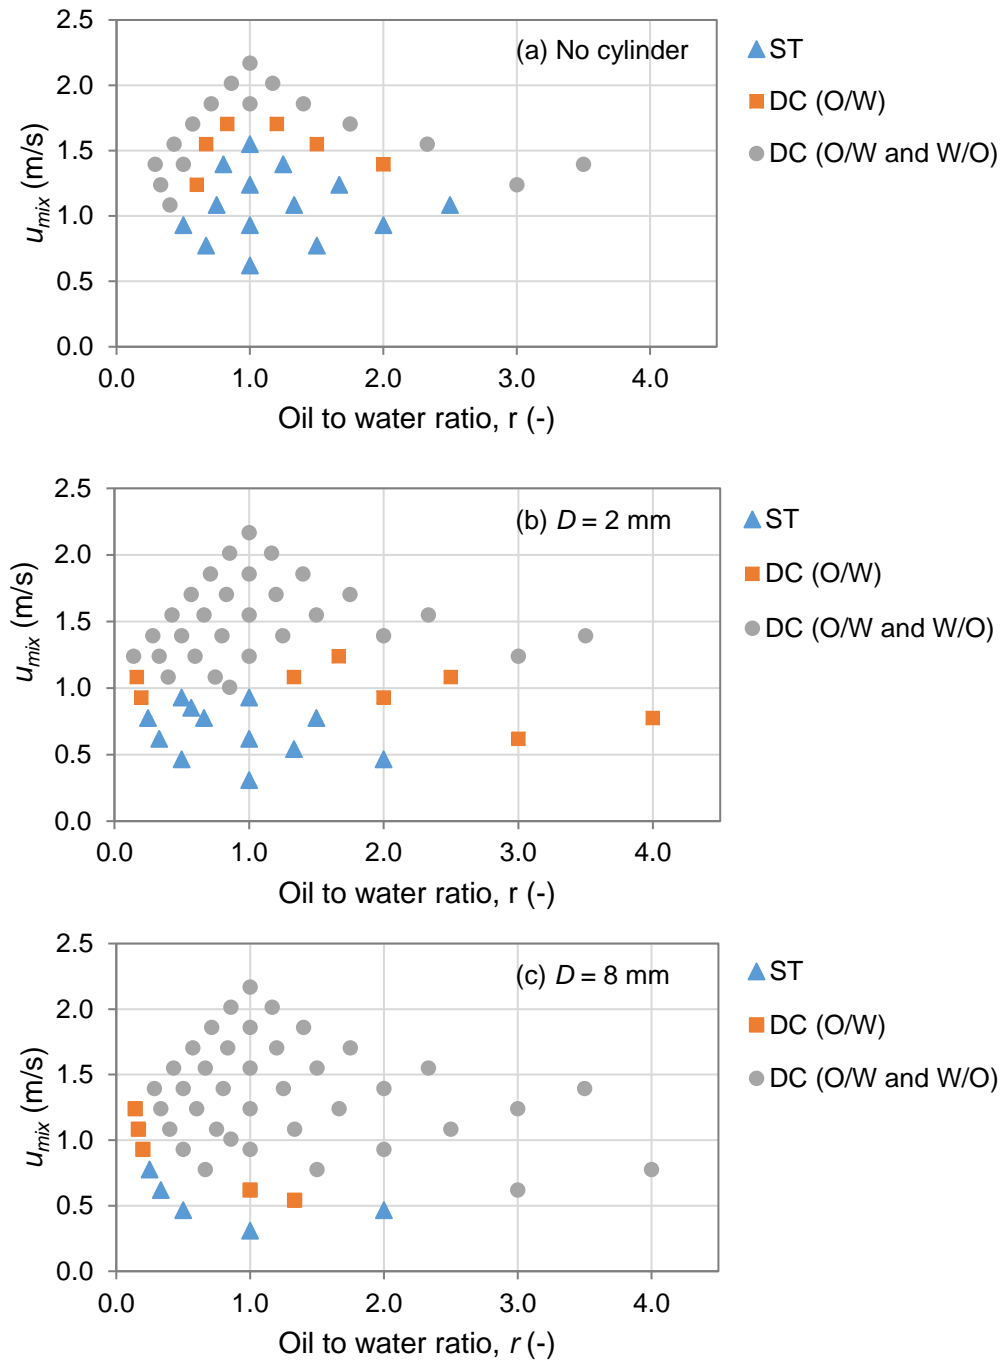 (a) No cylinder
2.5
2.0
1.5
1.0
0.5
0.0
u_mix (m/s)
0.0 1.0 2.0 3.0 4.0
Oil to water ratio, r (-)
ST
DC (O/W)
DC (O/W and W/O)
(b) D = 2 mm
2.5
2.0
1.5
1.0
0.5
0.0
u_mix (m/s)
0.0 1.0 2.0 3.0 4.0
Oil to water ratio, r (-)
ST
DC (O/W)
DC (O/W and W/O)
(c) D = 8 mm
2.5
2.0
1.5
1.0
0.5
0.0
u_mix (m/s)
0.0 1.0 2.0 3.0 4.0
Oil to water ratio, r (-)
ST
DC (O/W)
DC (O/W and W/O)